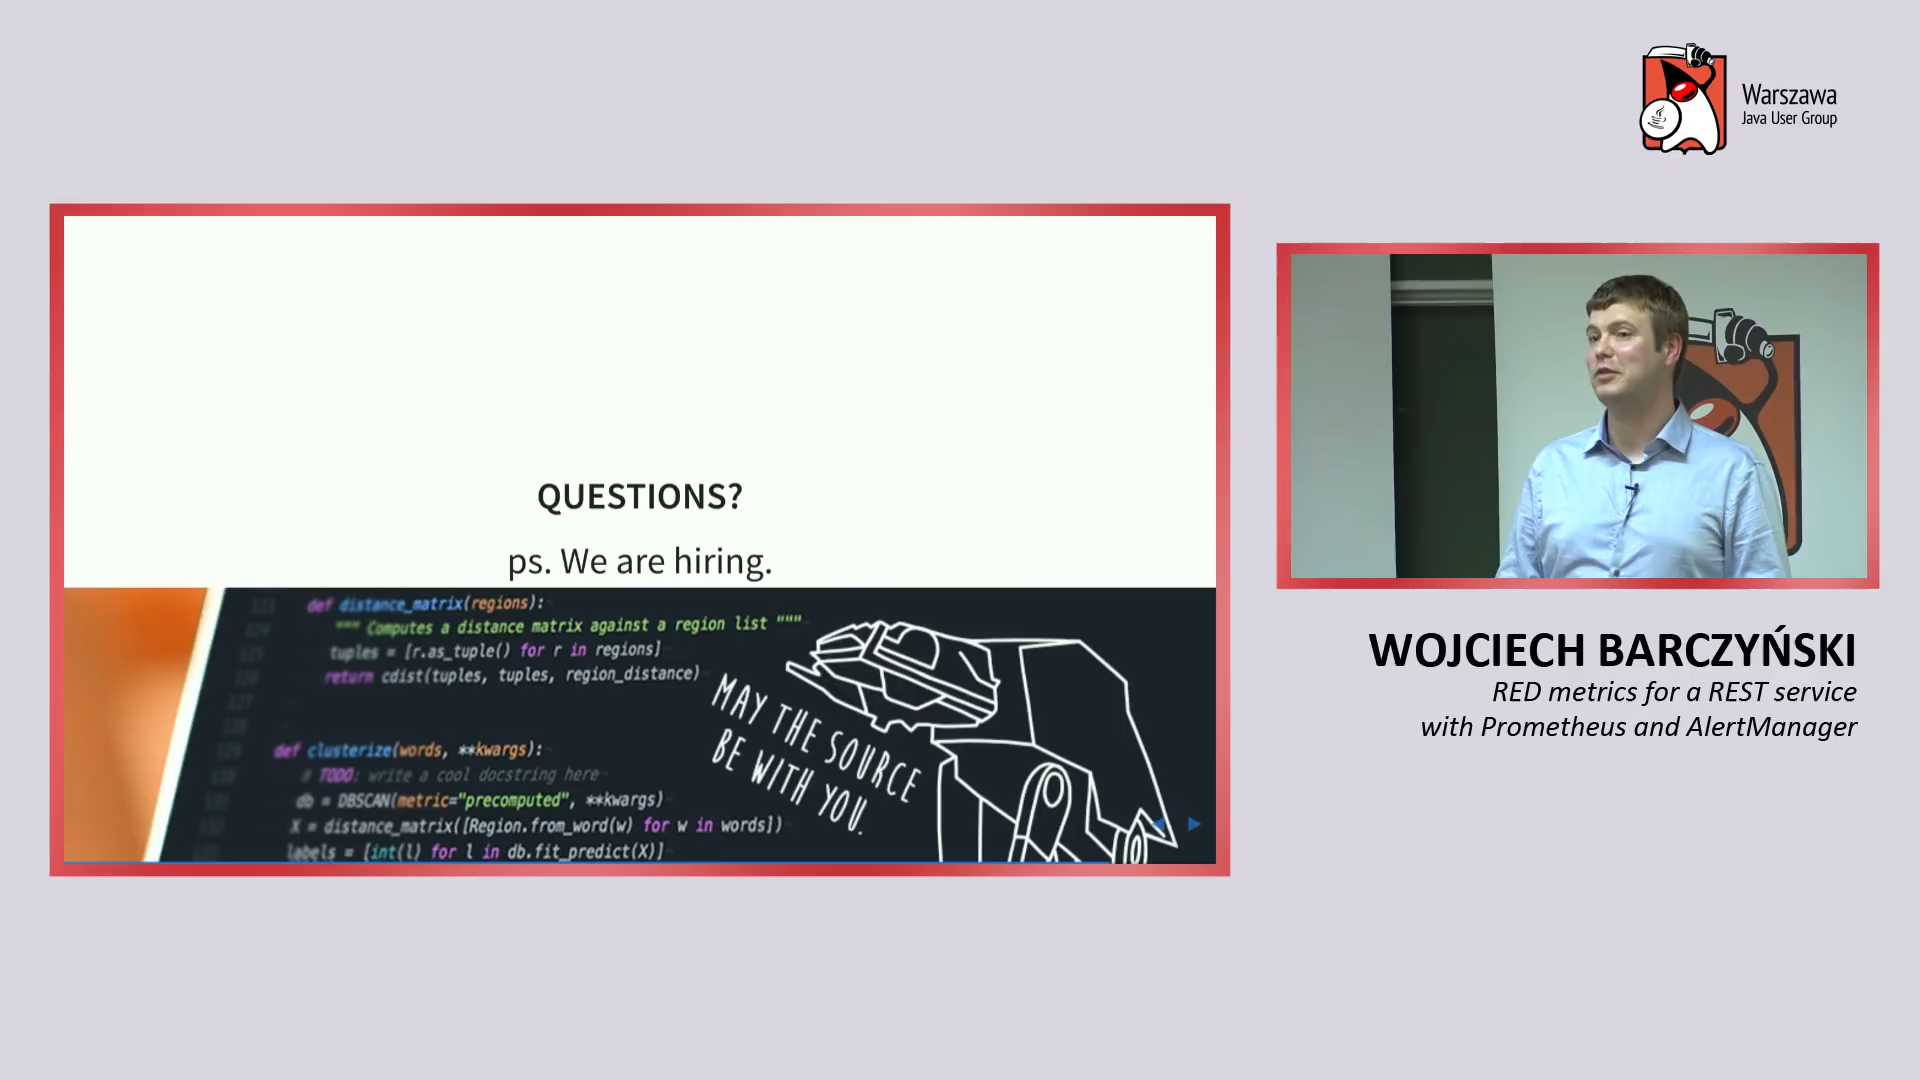 Warszawa
Java User Group
QUESTIONS?
ps. We are hiring.
def distance_matrix(regions):
""" Computes a distance matrix against a region list """
tuples = [r.as_tuple() for r in regions]
return cdist(tuples, tuples, region_distance)
def clusterize(words, **kwargs):
# TODO: write a cool docstring here
db = DBSCAN(metric="precomputed", **kwargs)
X = distance_matrix([Region.from_word(w) for w in words])
labels = [int(l) for l in db.fit_predict(X)]
MAY THE SOURCE
BE WITH YOU.
WOJCIECH BARCZYŃSKI
RED metrics for a REST service
with Prometheus and AlertManager